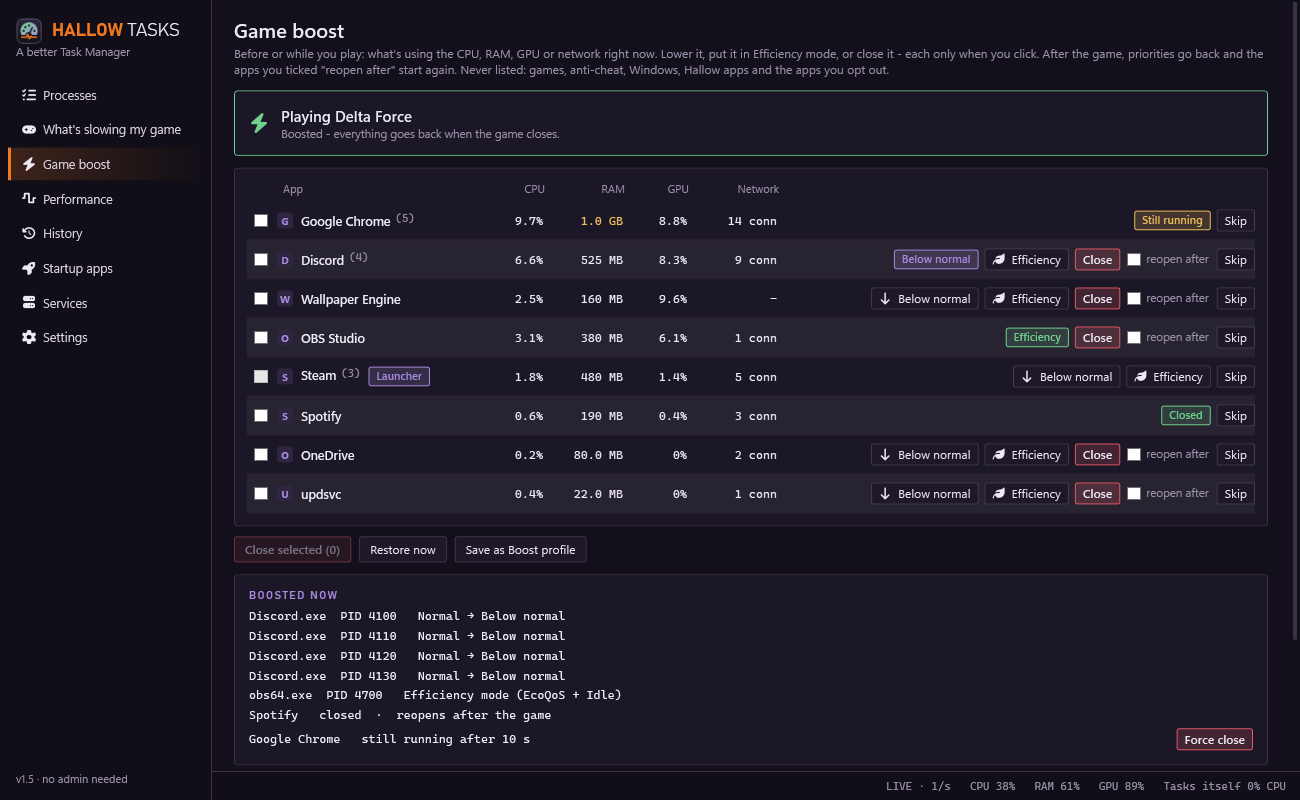 HALLOW TASKS
A better Task Manager
Processes
What's slowing my game
Game boost
Performance
History
Startup apps
Services
Settings
v1.5 · no admin needed
Game boost
Before or while you play: what's using the CPU, RAM, GPU or network right now. Lower it, put it in Efficiency mode, or close it - each only when you click. After the game, priorities go back and the
apps you ticked "reopen after" start again. Never listed: games, anti-cheat, Windows, Hallow apps and the apps you opt out.
Playing Delta Force
Boosted - everything goes back when the game closes.
App CPU RAM GPU Network
G Google Chrome (5) 9.7% 1.0 GB 8.8% 14 conn Still running Skip
D Discord (4) 6.6% 525 MB 8.3% 9 conn Below normal Efficiency Close reopen after Skip
W Wallpaper Engine 2.5% 160 MB 9.6% – ↓ Below normal Efficiency Close reopen after Skip
O OBS Studio 3.1% 380 MB 6.1% 1 conn Efficiency Close reopen after Skip
S Steam (3) Launcher 1.8% 480 MB 1.4% 5 conn ↓ Below normal Efficiency Skip
S Spotify 0.6% 190 MB 0.4% 3 conn Closed Skip
O OneDrive 0.2% 80.0 MB 0% 2 conn ↓ Below normal Efficiency Close reopen after Skip
U updsvc 0.4% 22.0 MB 0% 1 conn ↓ Below normal Efficiency Close reopen after Skip
Close selected (0) Restore now Save as Boost profile
BOOSTED NOW
Discord.exe PID 4100 Normal → Below normal
Discord.exe PID 4110 Normal → Below normal
Discord.exe PID 4120 Normal → Below normal
Discord.exe PID 4130 Normal → Below normal
obs64.exe PID 4700 Efficiency mode (EcoQoS + Idle)
Spotify closed · reopens after the game
Google Chrome still running after 10 s Force close
LIVE · 1/s CPU 38% RAM 61% GPU 89% Tasks itself 0% CPU